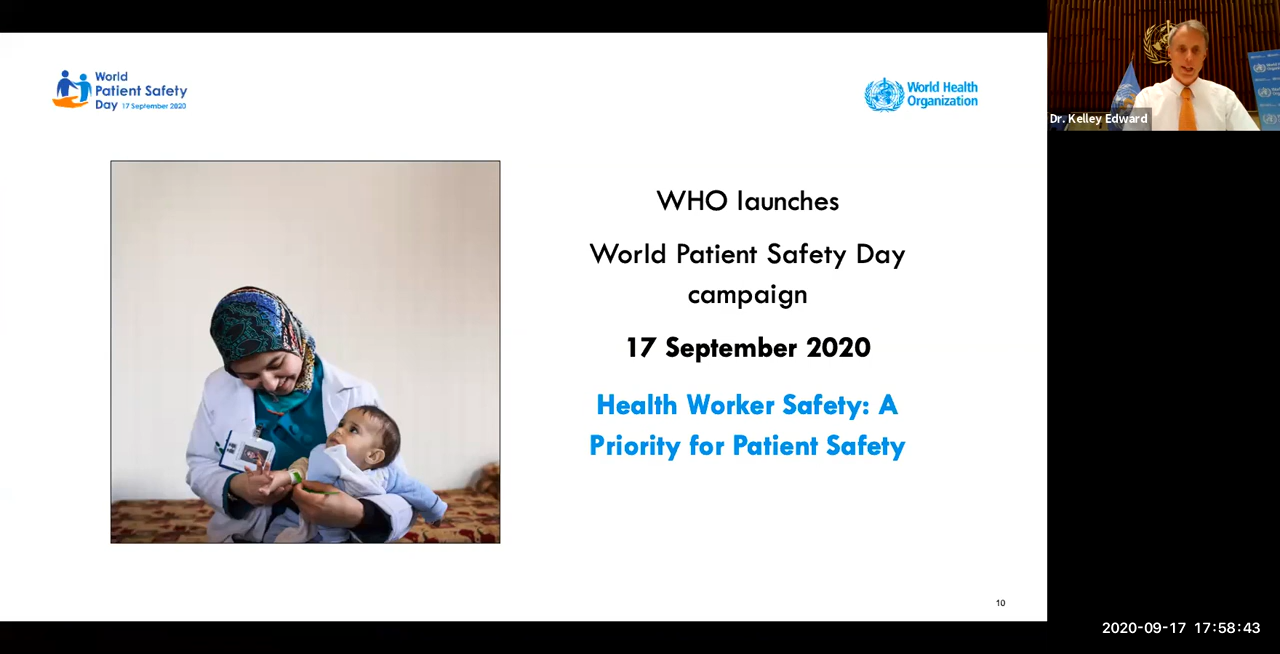 World
Patient Safety
Day 17 September 2020
World Health
Organization
Dr. Kelley Edward
WHO launches
World Patient Safety Day
campaign
17 September 2020
Health Worker Safety: A
Priority for Patient Safety
10
2020-09-17 17:58:43